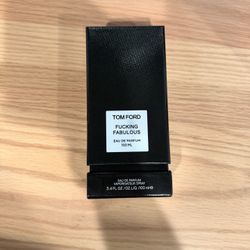 TOM FORD
FUCKING
FABULOUS
EAU DE PARFUM
100 ML
EAU DE PARFUM
VAPORISATEUR SPRAY
3.4 FL.OZ./OZ LIQ./100 ml℮